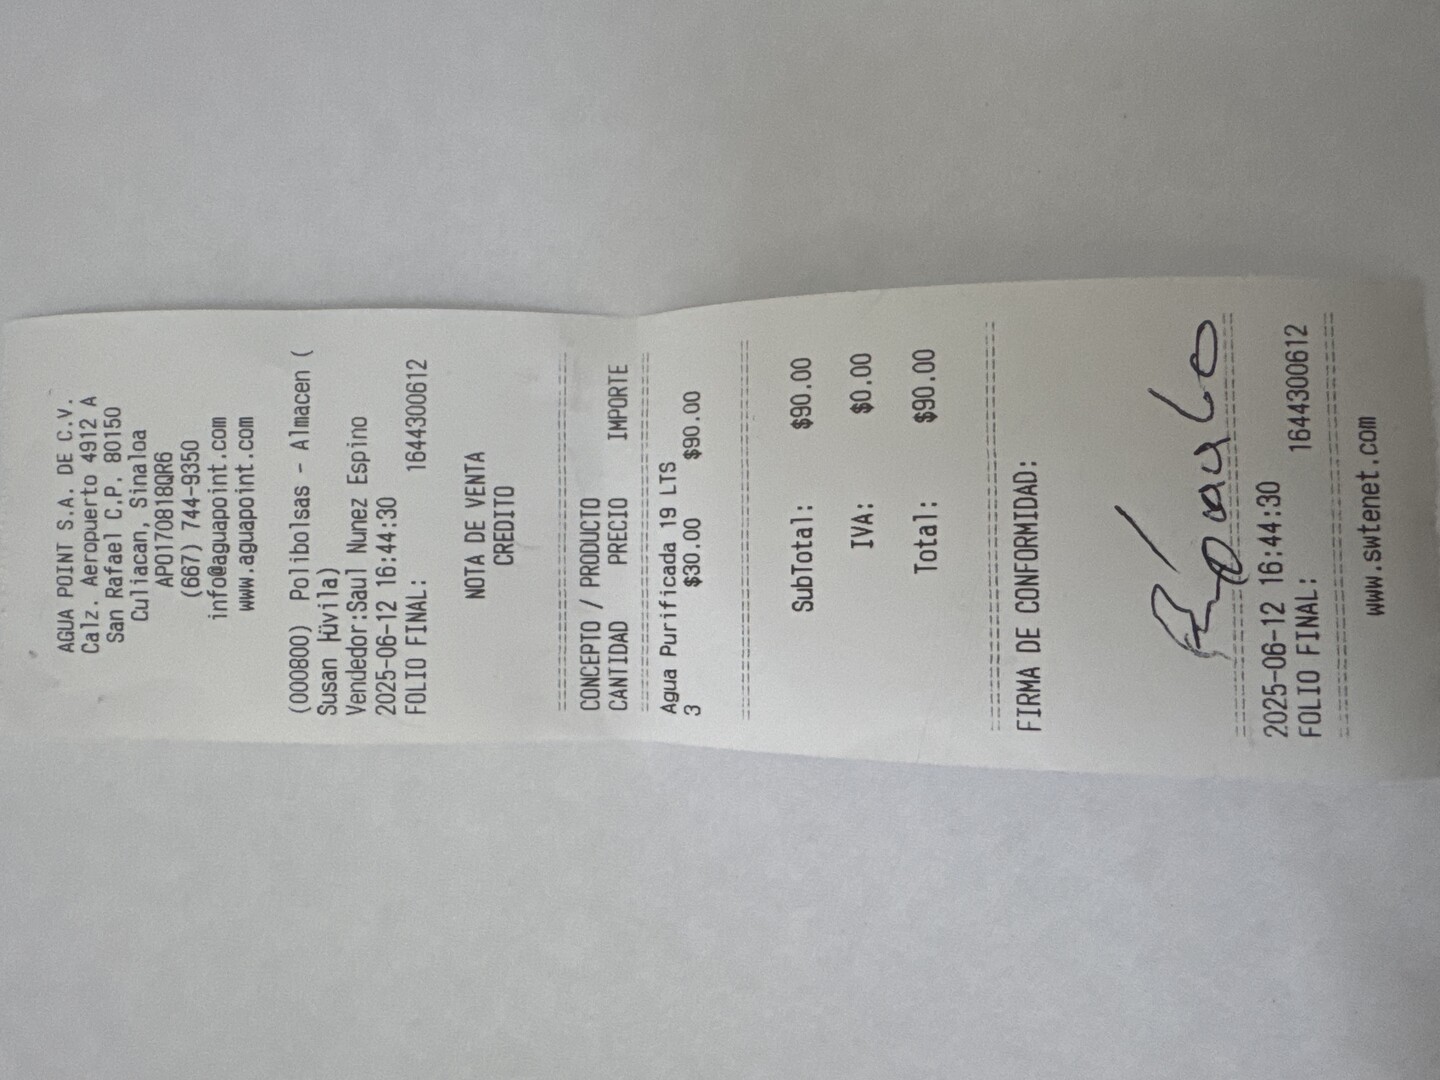 AGUA POINT S.A. DE C.V.
Calz. Aeropuerto 4912 A
San Rafael C.P. 80150
Culiacan, Sinaloa
APO170818QR6
(667) 744-9350
info@aguapoint.com
www.aguapoint.com
(000800) Polibolsas - Almacen (
Susan
Vendedor:Saul Nunez Espino
2025-06-12 16:44:30
FOLIO FINAL: 1644300612
NOTA DE VENTA
CREDITO
CONCEPTO / PRODUCTO
CANTIDAD PRECIO IMPORTE
Agua Purificada 19 LTS
3 $30.00 $90.00
SubTotal: $90.00
IVA: $0.00
Total: $90.00
FIRMA DE CONFORMIDAD:
2025-06-12 16:44:30
FOLIO FINAL: 1644300612
www.swtenet.com